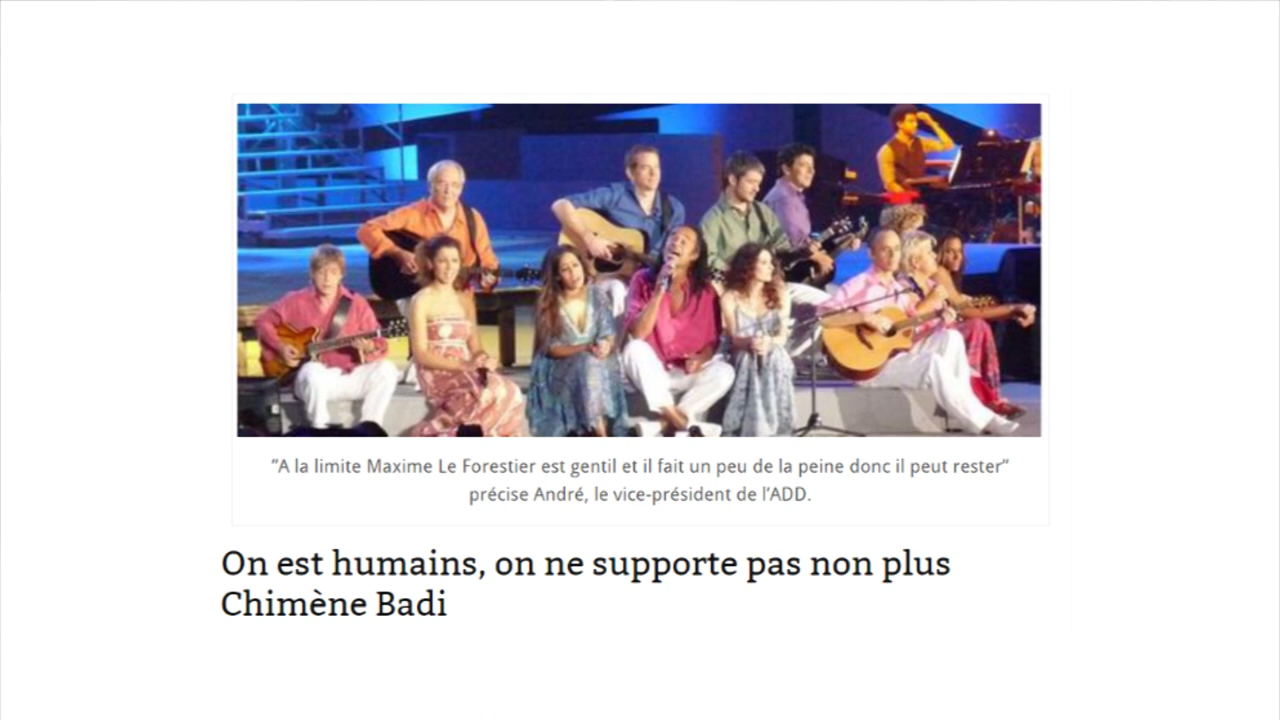 ”A la limite Maxime Le Forestier est gentil et il fait un peu de la peine donc il peut rester”
précise André, le vice-président de l’ADD.
On est humains, on ne supporte pas non plus
Chimène Badi